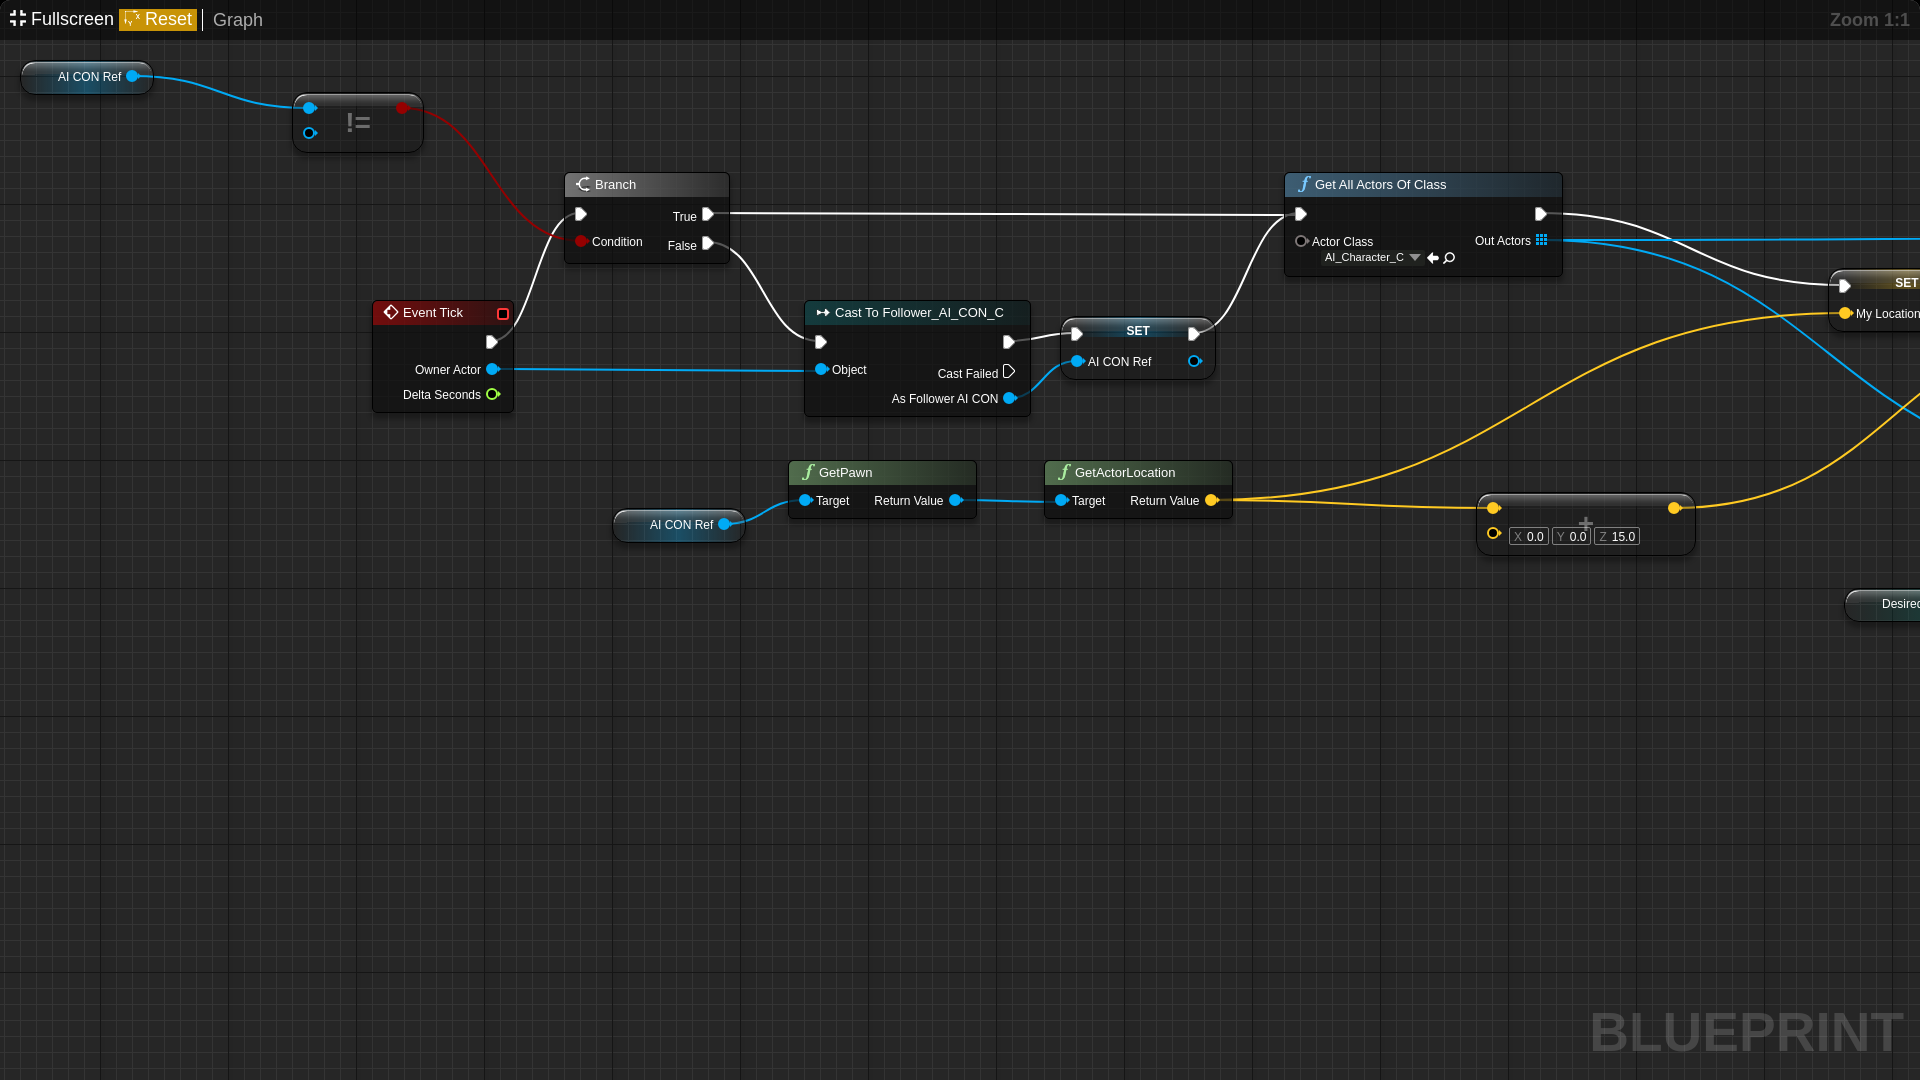 Fullscreen Reset Graph Zoom 1:1
AI CON Ref
!=
Branch
True
Condition
False
Get All Actors Of Class
Actor Class
Out Actors
AI_Character_C
SET
My Location
Event Tick
Owner Actor
Delta Seconds
Cast To Follower_AI_CON_C
Object
Cast Failed
As Follower AI CON
SET
AI CON Ref
GetPawn
Target Return Value
GetActorLocation
Target Return Value
AI CON Ref
+
X 0.0 Y 0.0 Z 15.0
Desired
BLUEPRINT